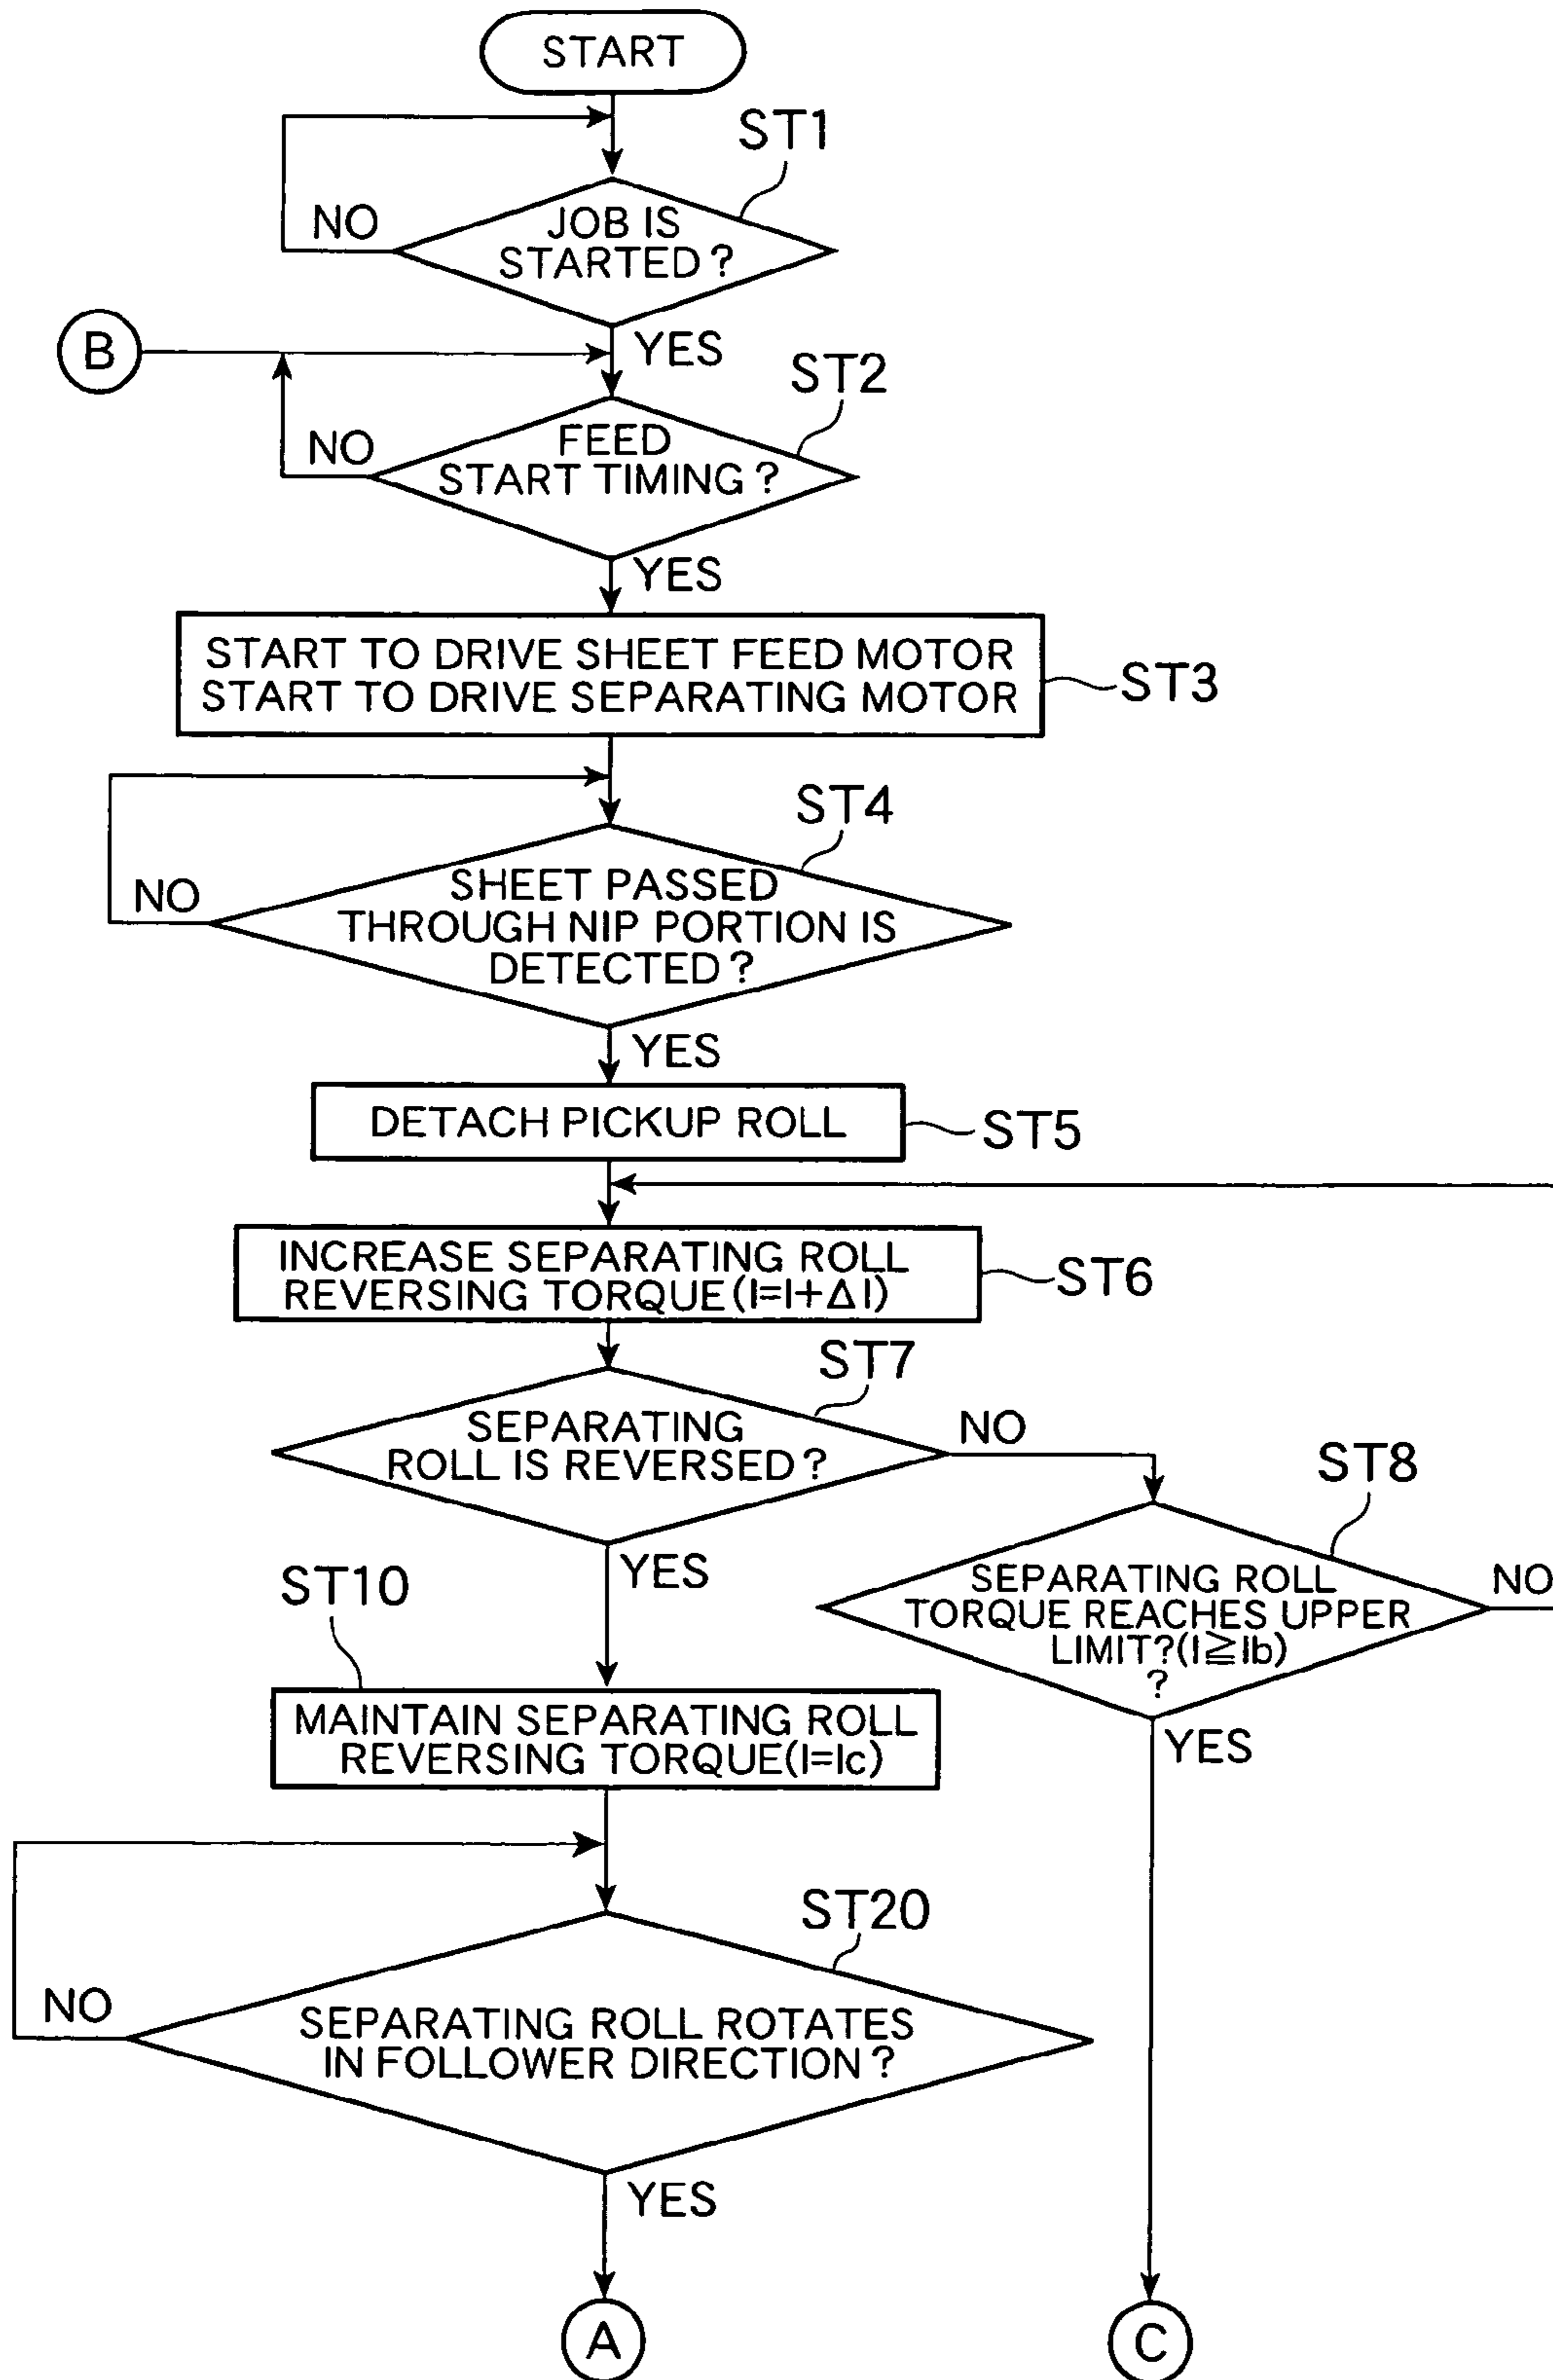 START
ST1
JOB IS
STARTED?
NO
YES
B
ST2
FEED
START TIMING?
NO
YES
START TO DRIVE SHEET FEED MOTOR
START TO DRIVE SEPARATING MOTOR
ST3
ST4
SHEET PASSED
THROUGH NIP PORTION IS
DETECTED?
NO
YES
DETACH PICKUP ROLL
ST5
INCREASE SEPARATING ROLL
REVERSING TORQUE(I=I+ΔI)
ST6
ST7
SEPARATING
ROLL IS REVERSED?
NO
YES
ST8
SEPARATING ROLL
TORQUE REACHES UPPER
LIMIT?(I≧Ib)
?
NO
YES
ST10
MAINTAIN SEPARATING ROLL
REVERSING TORQUE(I=Ic)
ST20
SEPARATING ROLL ROTATES
IN FOLLOWER DIRECTION?
NO
YES
A
C